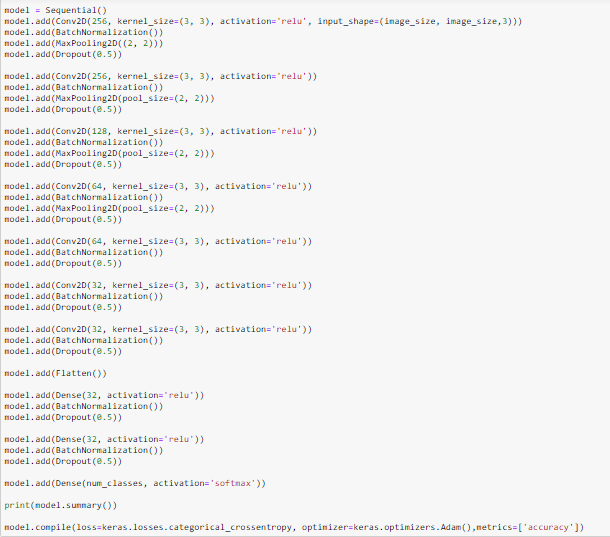 model = Sequential()
model.add(Conv2D(256, kernel_size=(3, 3), activation='relu', input_shape=(image_size, image_size,3)))
model.add(BatchNormalization())
model.add(MaxPooling2D((2, 2)))
model.add(Dropout(0.5))

model.add(Conv2D(256, kernel_size=(3, 3), activation='relu'))
model.add(BatchNormalization())
model.add(MaxPooling2D(pool_size=(2, 2)))
model.add(Dropout(0.5))

model.add(Conv2D(128, kernel_size=(3, 3), activation='relu'))
model.add(BatchNormalization())
model.add(MaxPooling2D(pool_size=(2, 2)))
model.add(Dropout(0.5))

model.add(Conv2D(64, kernel_size=(3, 3), activation='relu'))
model.add(BatchNormalization())
model.add(MaxPooling2D(pool_size=(2, 2)))
model.add(Dropout(0.5))

model.add(Conv2D(64, kernel_size=(3, 3), activation='relu'))
model.add(BatchNormalization())
model.add(Dropout(0.5))

model.add(Conv2D(32, kernel_size=(3, 3), activation='relu'))
model.add(BatchNormalization())
model.add(Dropout(0.5))

model.add(Conv2D(32, kernel_size=(3, 3), activation='relu'))
model.add(BatchNormalization())
model.add(Dropout(0.5))

model.add(Flatten())

model.add(Dense(32, activation='relu'))
model.add(BatchNormalization())
model.add(Dropout(0.5))

model.add(Dense(32, activation='relu'))
model.add(BatchNormalization())
model.add(Dropout(0.5))

model.add(Dense(num_classes, activation='softmax'))

print(model.summary())

model.compile(loss=keras.losses.categorical_crossentropy, optimizer=keras.optimizers.Adam(),metrics=['accuracy'])